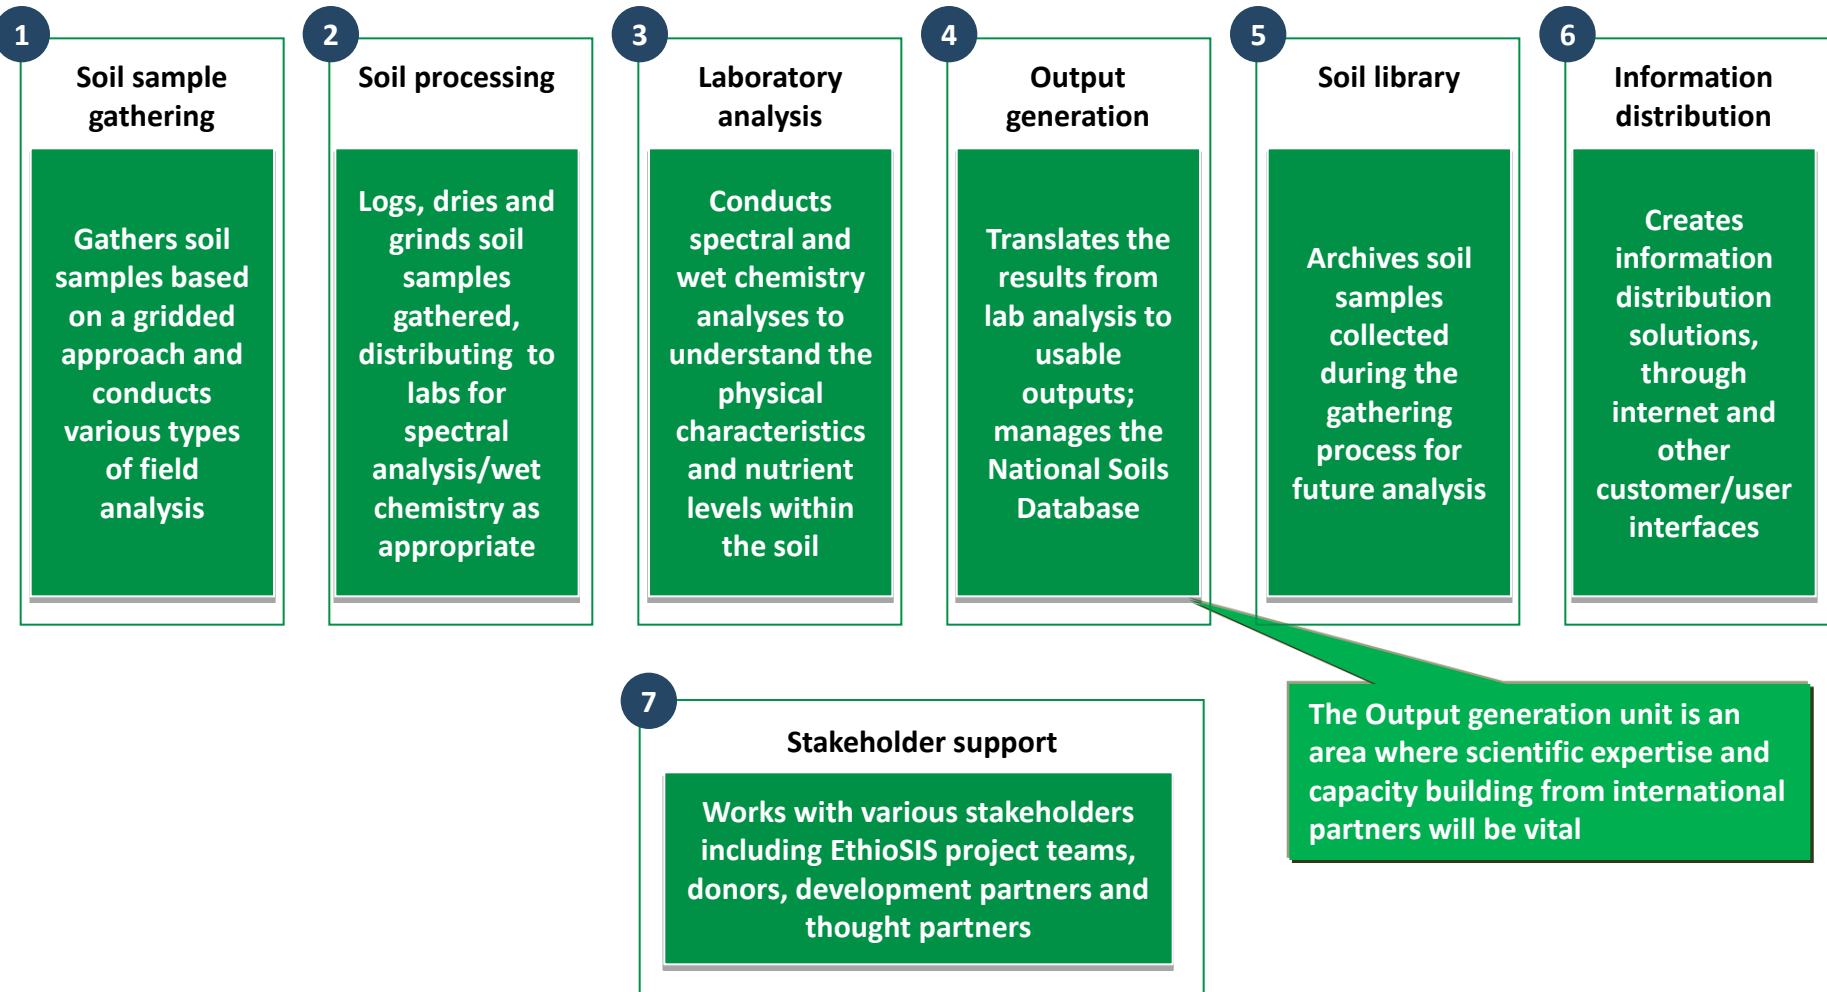 1
Soil sample
gathering
Gathers soil
samples based
on a gridded
approach and
conducts
various types
of field
analysis
2
Soil processing
Logs, dries and
grinds soil
samples
gathered,
distributing to
labs for
spectral
analysis/wet
chemistry as
appropriate
3
Laboratory
analysis
Conducts
spectral and
wet chemistry
analyses to
understand the
physical
characteristics
and nutrient
levels within
the soil
4
Output
generation
Translates the
results from
lab analysis to
usable
outputs;
manages the
National Soils
Database
5
Soil library
Archives soil
samples
collected
during the
gathering
process for
future analysis
6
Information
distribution
Creates
information
distribution
solutions,
through
internet and
other
customer/user
interfaces
7
Stakeholder support
Works with various stakeholders
including EthioSIS project teams,
donors, development partners and
thought partners
The Output generation unit is an
area where scientific expertise and
capacity building from international
partners will be vital